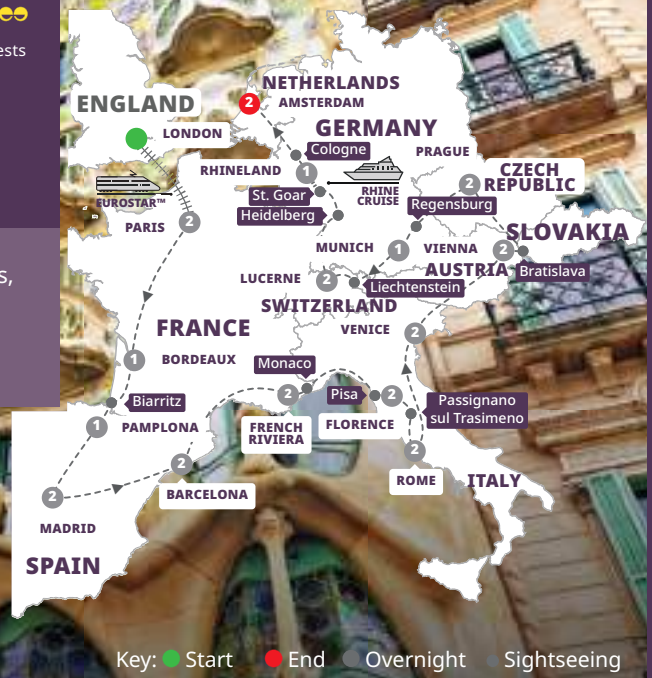 ests
s,
ENGLAND
LONDON
EUROSTAR™
PARIS
NETHERLANDS
2
AMSTERDAM
GERMANY
Cologne
RHINELAND
1
St. Goar
Heidelberg
RHINE
CRUISE
PRAGUE
2
CZECH
REPUBLIC
Regensburg
SLOVAKIA
MUNICH
1
VIENNA
2
AUSTRIA
Bratislava
LUCERNE
2
Liechtenstein
SWITZERLAND
VENICE
2
2
FRANCE
1
BORDEAUX
Monaco
Biarritz
2
Pisa
2
Passignano
sul Trasimeno
1
PAMPLONA
FRENCH
RIVIERA
FLORENCE
2
2
ROME
ITALY
BARCELONA
2
MADRID
SPAIN
Key: Start End Overnight Sightseeing